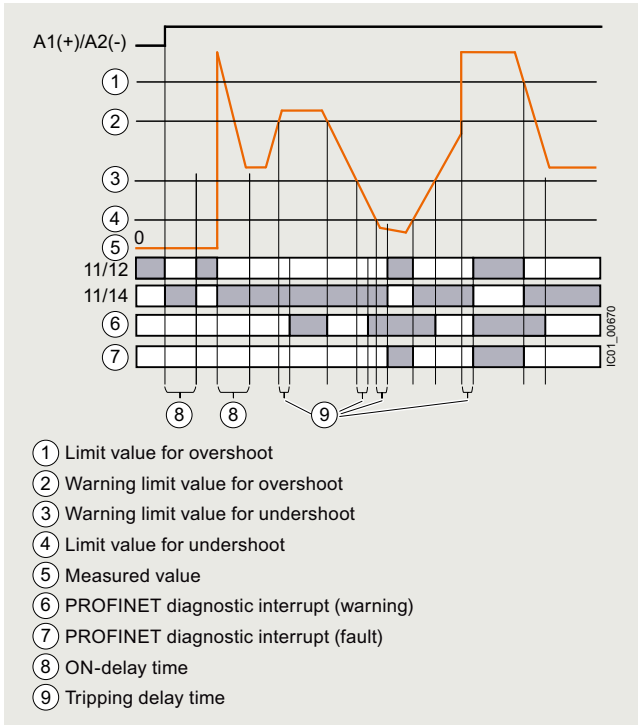 A1(+)/A2(-)
1
2
3
4
0
5
11/12
11/14
6
7
IC01_00670
8 8 9
1 Limit value for overshoot
2 Warning limit value for overshoot
3 Warning limit value for undershoot
4 Limit value for undershoot
5 Measured value
6 PROFINET diagnostic interrupt (warning)
7 PROFINET diagnostic interrupt (fault)
8 ON-delay time
9 Tripping delay time